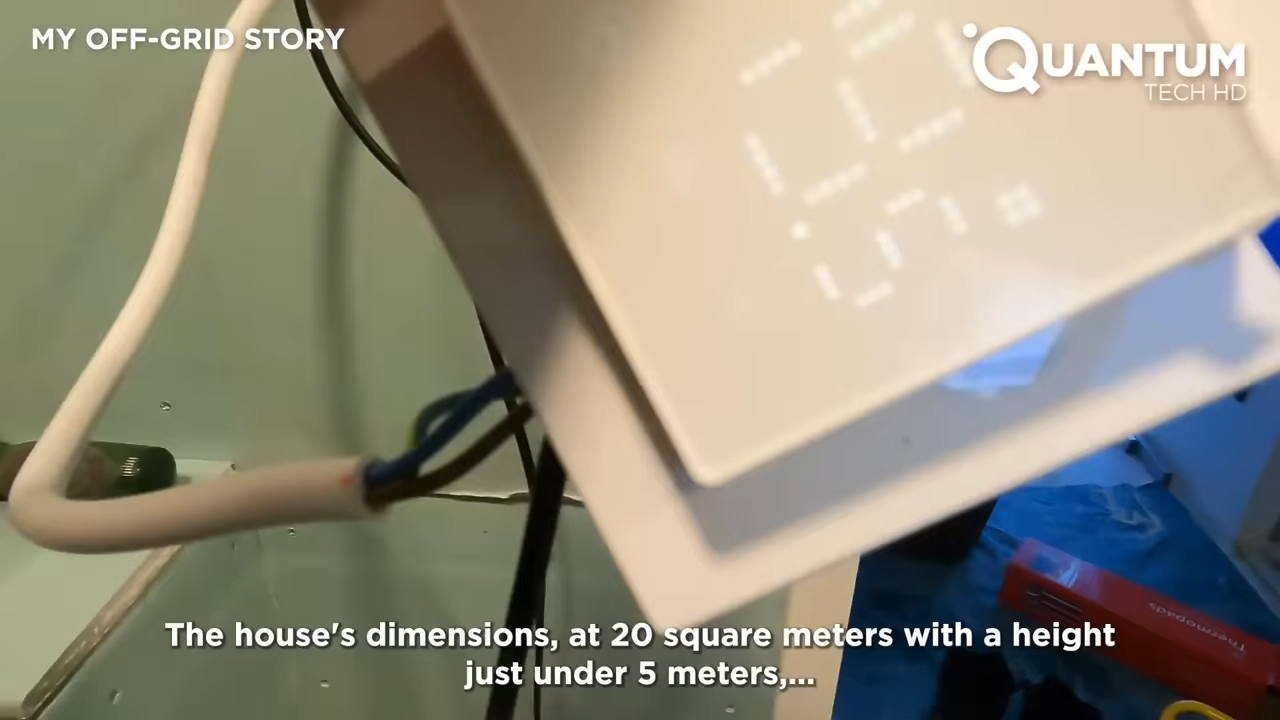 MY OFF-GRID STORY
QUANTUM
TECH HD
Thermopads
The house's dimensions, at 20 square meters with a height
just under 5 meters,...